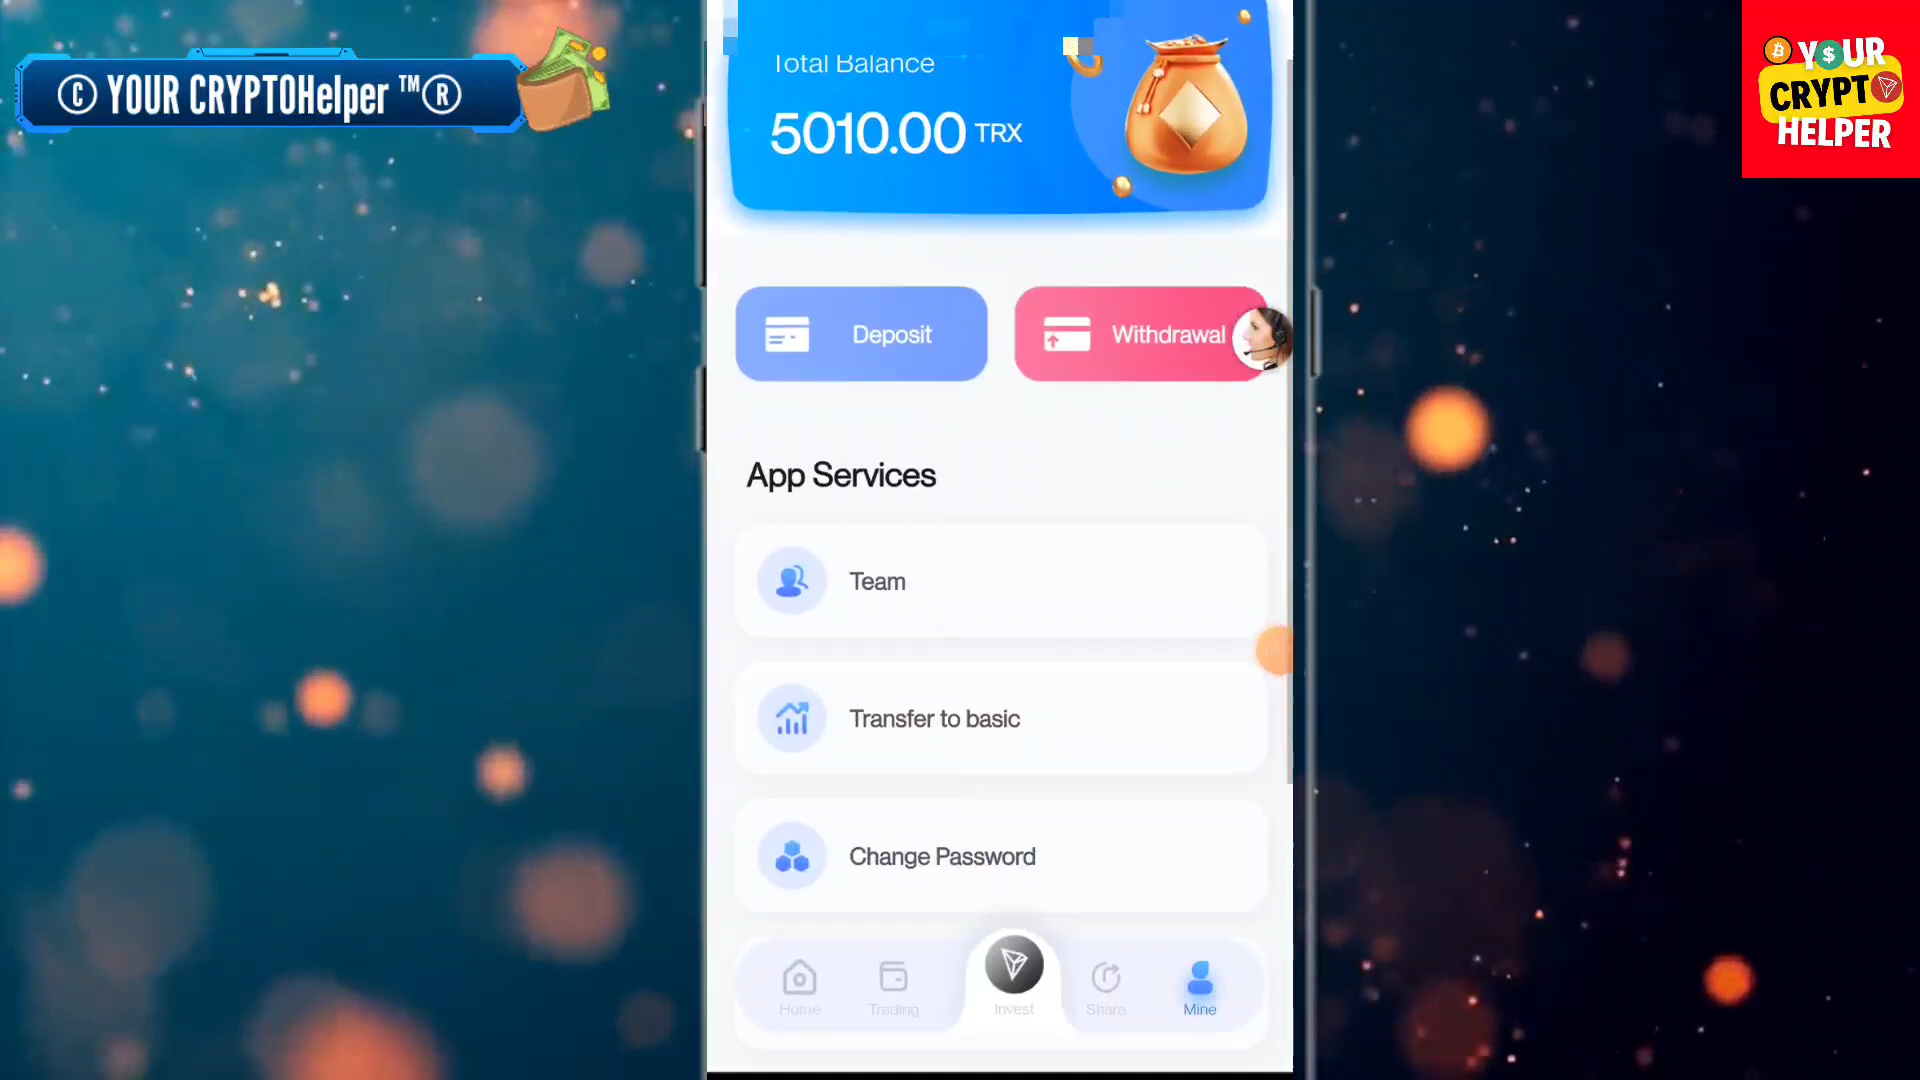 © YOUR CRYPTOHelper ™®
YOUR
CRYPTO
HELPER
Total Balance
5010.00 TRX
Deposit
Withdrawal
App Services
Team
Transfer to basic
Change Password
Home
Trading
Invest
Share
Mine